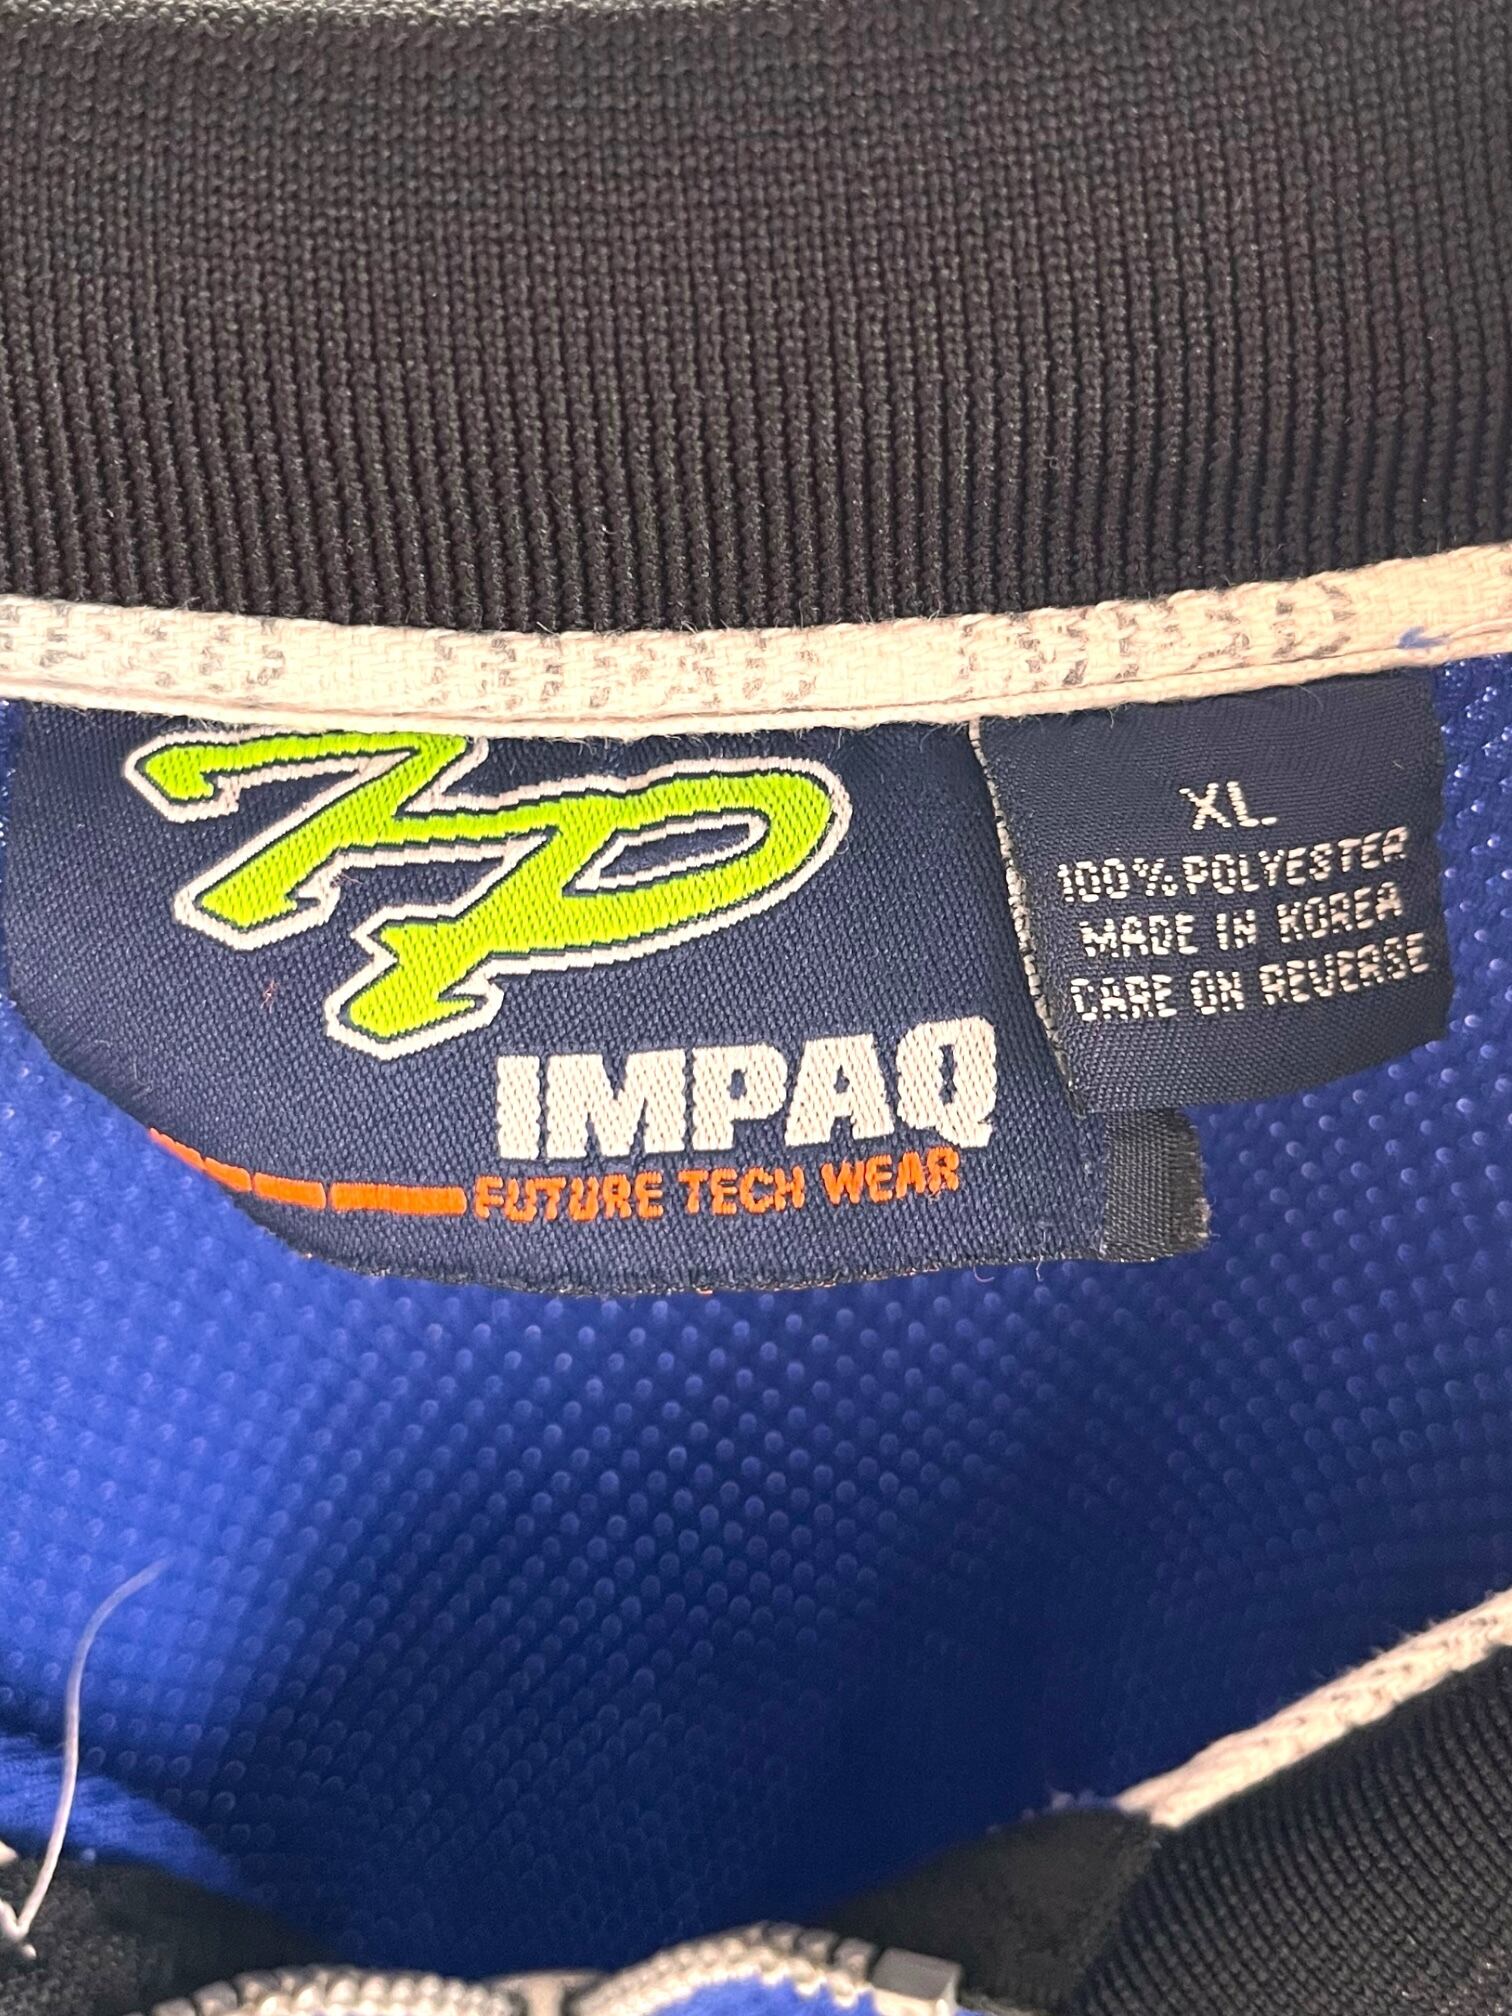 IMPAQ
FUTURE TECH WEAR
XL
100% POLYESTER
MADE IN KOREA
CARE ON REVERSE